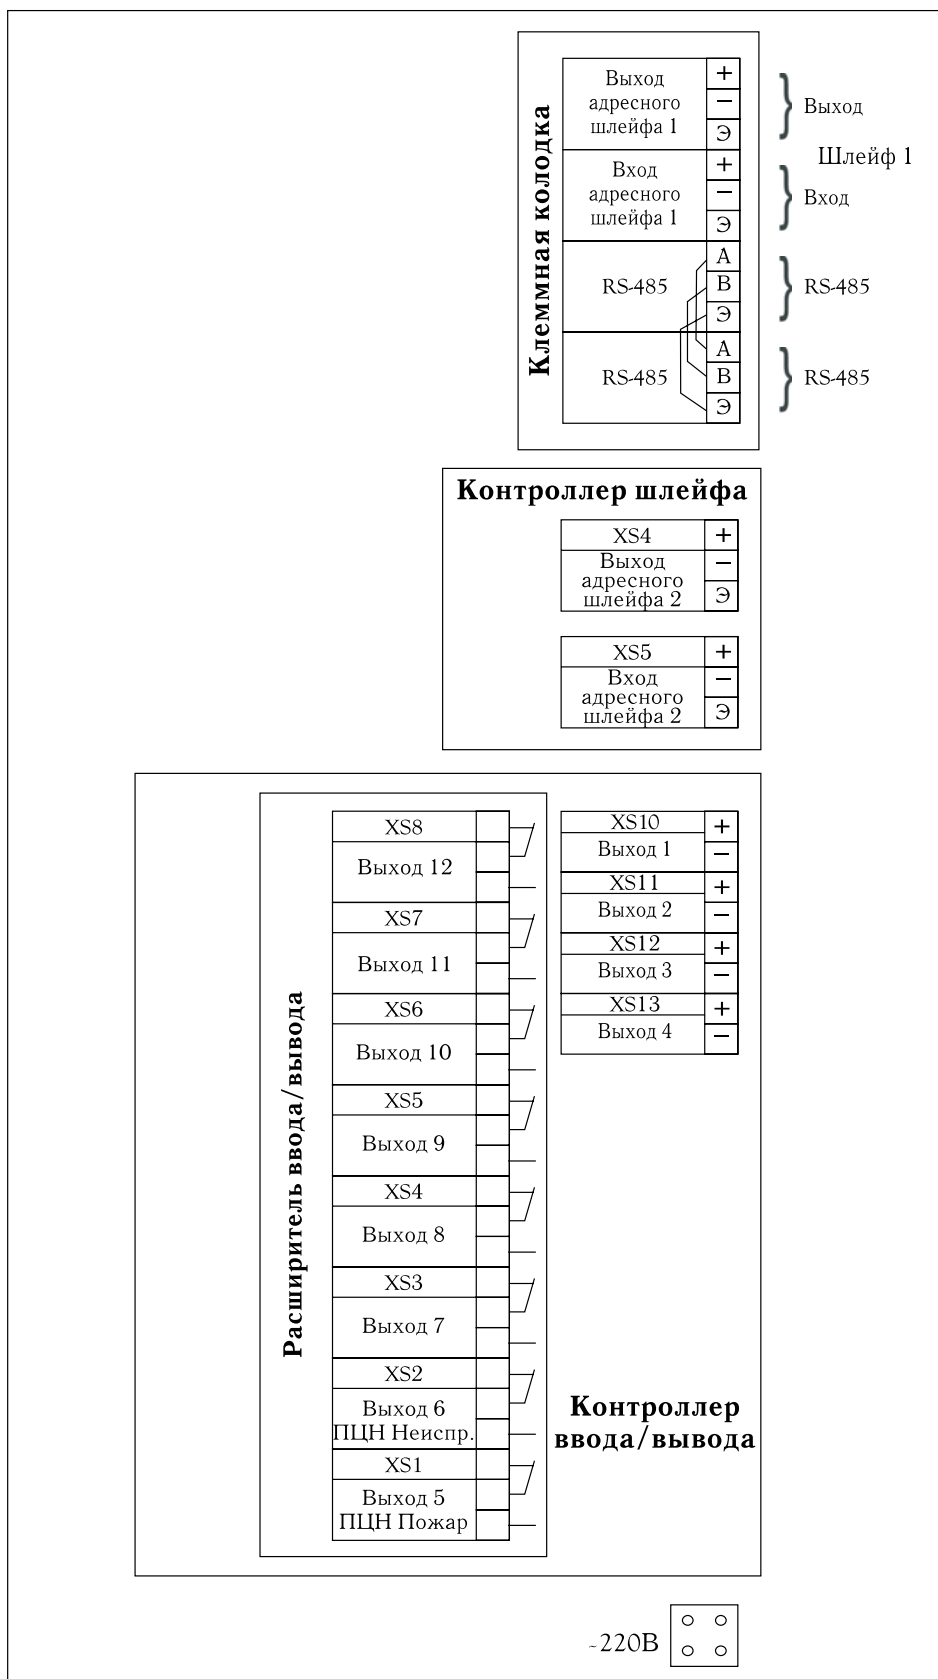 Клеммная колодка
Выход
адресного
шлейфа 1
+
−
Э
Выход
Шлейф 1
Вход
адресного
шлейфа 1
+
−
Э
Вход
RS-485
А
В
Э
RS-485
RS-485
А
В
Э
RS-485
Контроллер шлейфа
XS4
+
Выход
адресного
шлейфа 2
−
Э
XS5
+
Вход
адресного
шлейфа 2
−
Э
Расширитель ввода/вывода
XS8
Выход 12
XS7
Выход 11
XS6
Выход 10
XS5
Выход 9
XS4
Выход 8
XS3
Выход 7
XS2
Выход 6
ПЦН Неиспр.
XS1
Выход 5
ПЦН Пожар
XS10
+
Выход 1
−
XS11
+
Выход 2
−
XS12
+
Выход 3
−
XS13
+
Выход 4
−
Контроллер
ввода/вывода
~220В